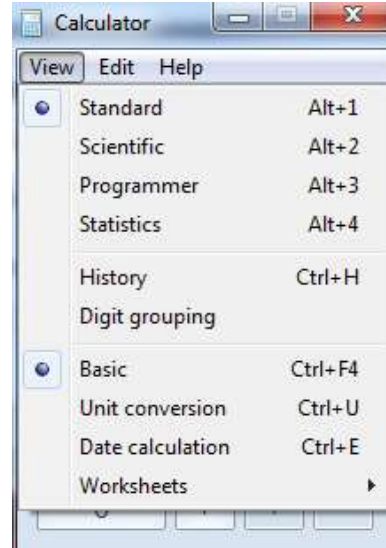 Calculator
View Edit Help
Standard Alt+1
Scientific Alt+2
Programmer Alt+3
Statistics Alt+4
History Ctrl+H
Digit grouping
Basic Ctrl+F4
Unit conversion Ctrl+U
Date calculation Ctrl+E
Worksheets